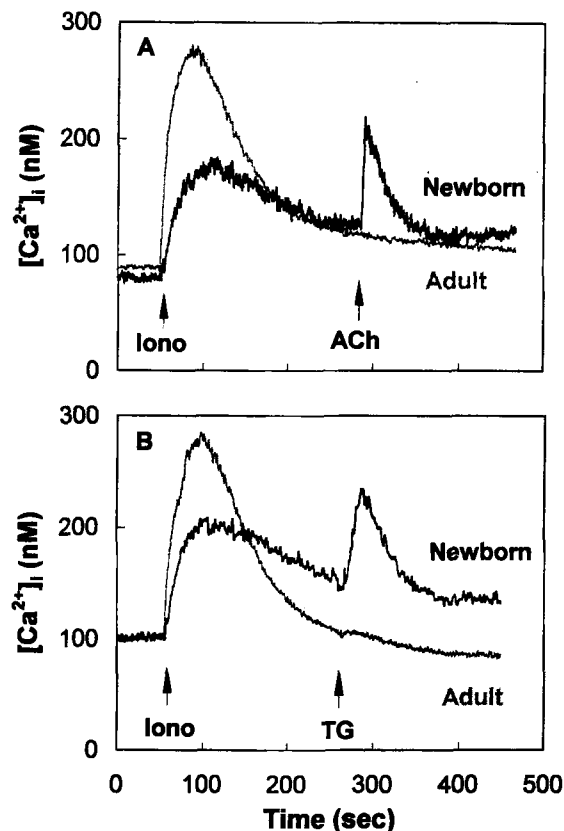 300
A
200
100
0
[Ca²⁺]ᵢ (nM)
Newborn
Adult
Iono
ACh
300
B
200
100
0
[Ca²⁺]ᵢ (nM)
Newborn
Adult
Iono
TG
0 100 200 300 400 500
Time (sec)